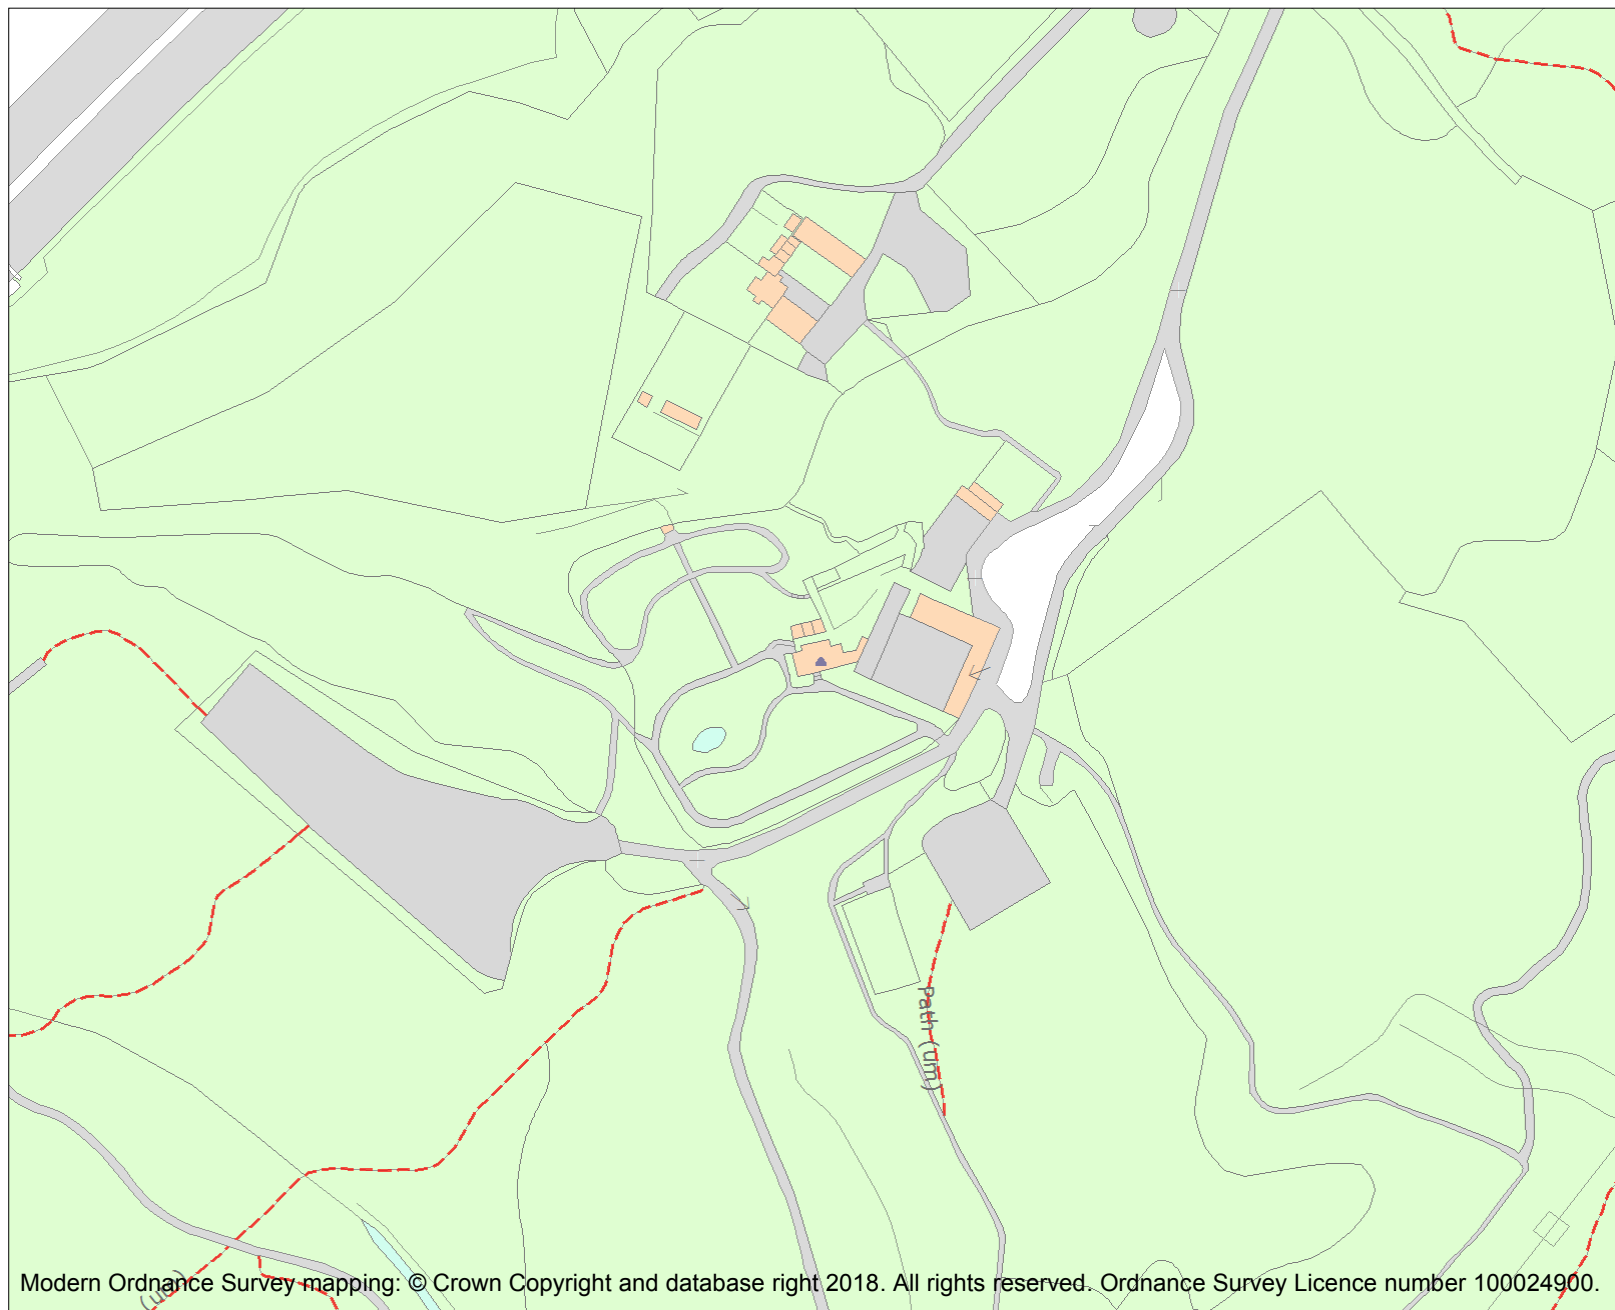 Path (um)
(um)
Modern Ordnance Survey mapping: © Crown Copyright and database right 2018. All rights reserved. Ordnance Survey Licence number 100024900.